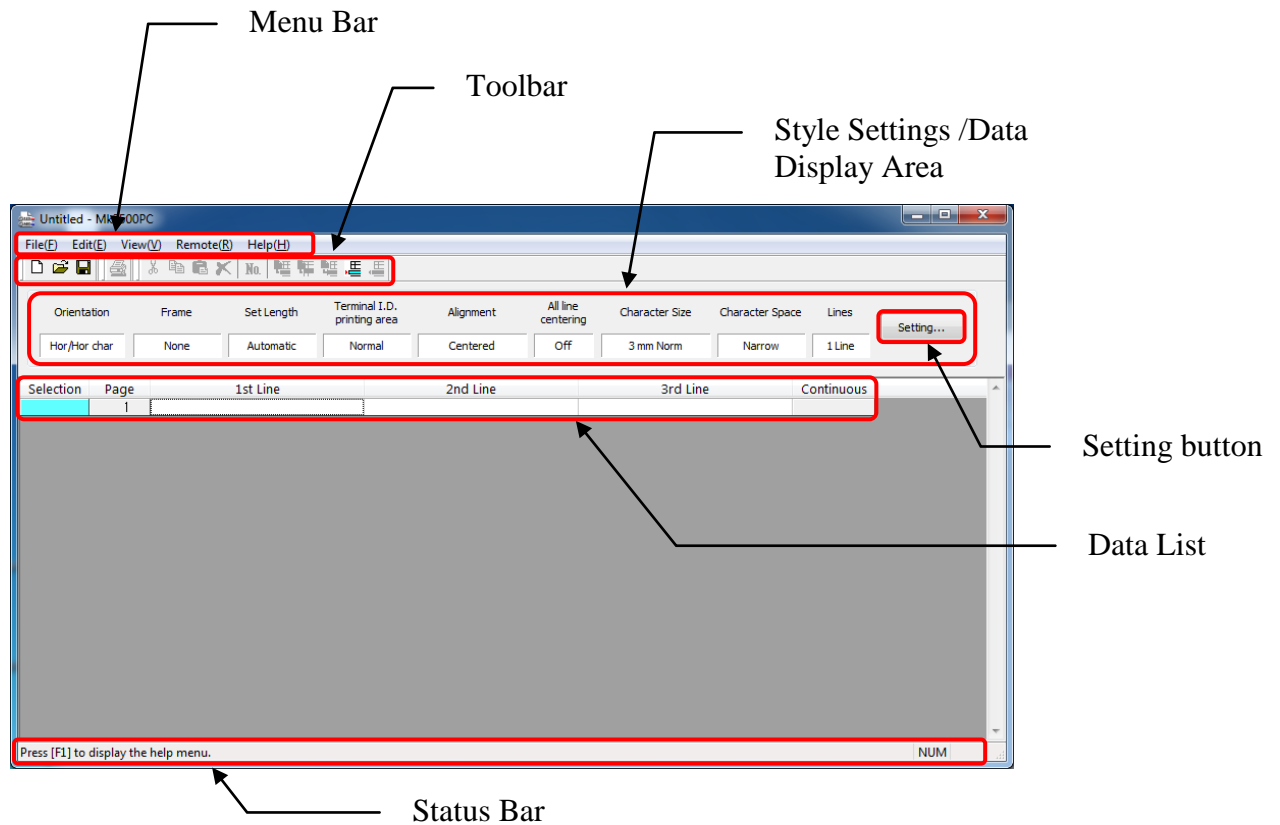 Menu Bar
Toolbar
Style Settings /Data
Display Area
Untitled -
File(F) Edit(E) View(V) Remote(R) Help(H)
No.
Orientation Frame Set Length Terminal I.D. printing area Alignment All line centering Character Size Character Space Lines
Setting...
Hor/Hor char None Automatic Normal Centered Off 3 mm Norm Narrow 1 Line
Selection Page 1st Line 2nd Line 3rd Line Continuous
1
Setting button
Data List
Press [F1] to display the help menu. NUM
Status Bar